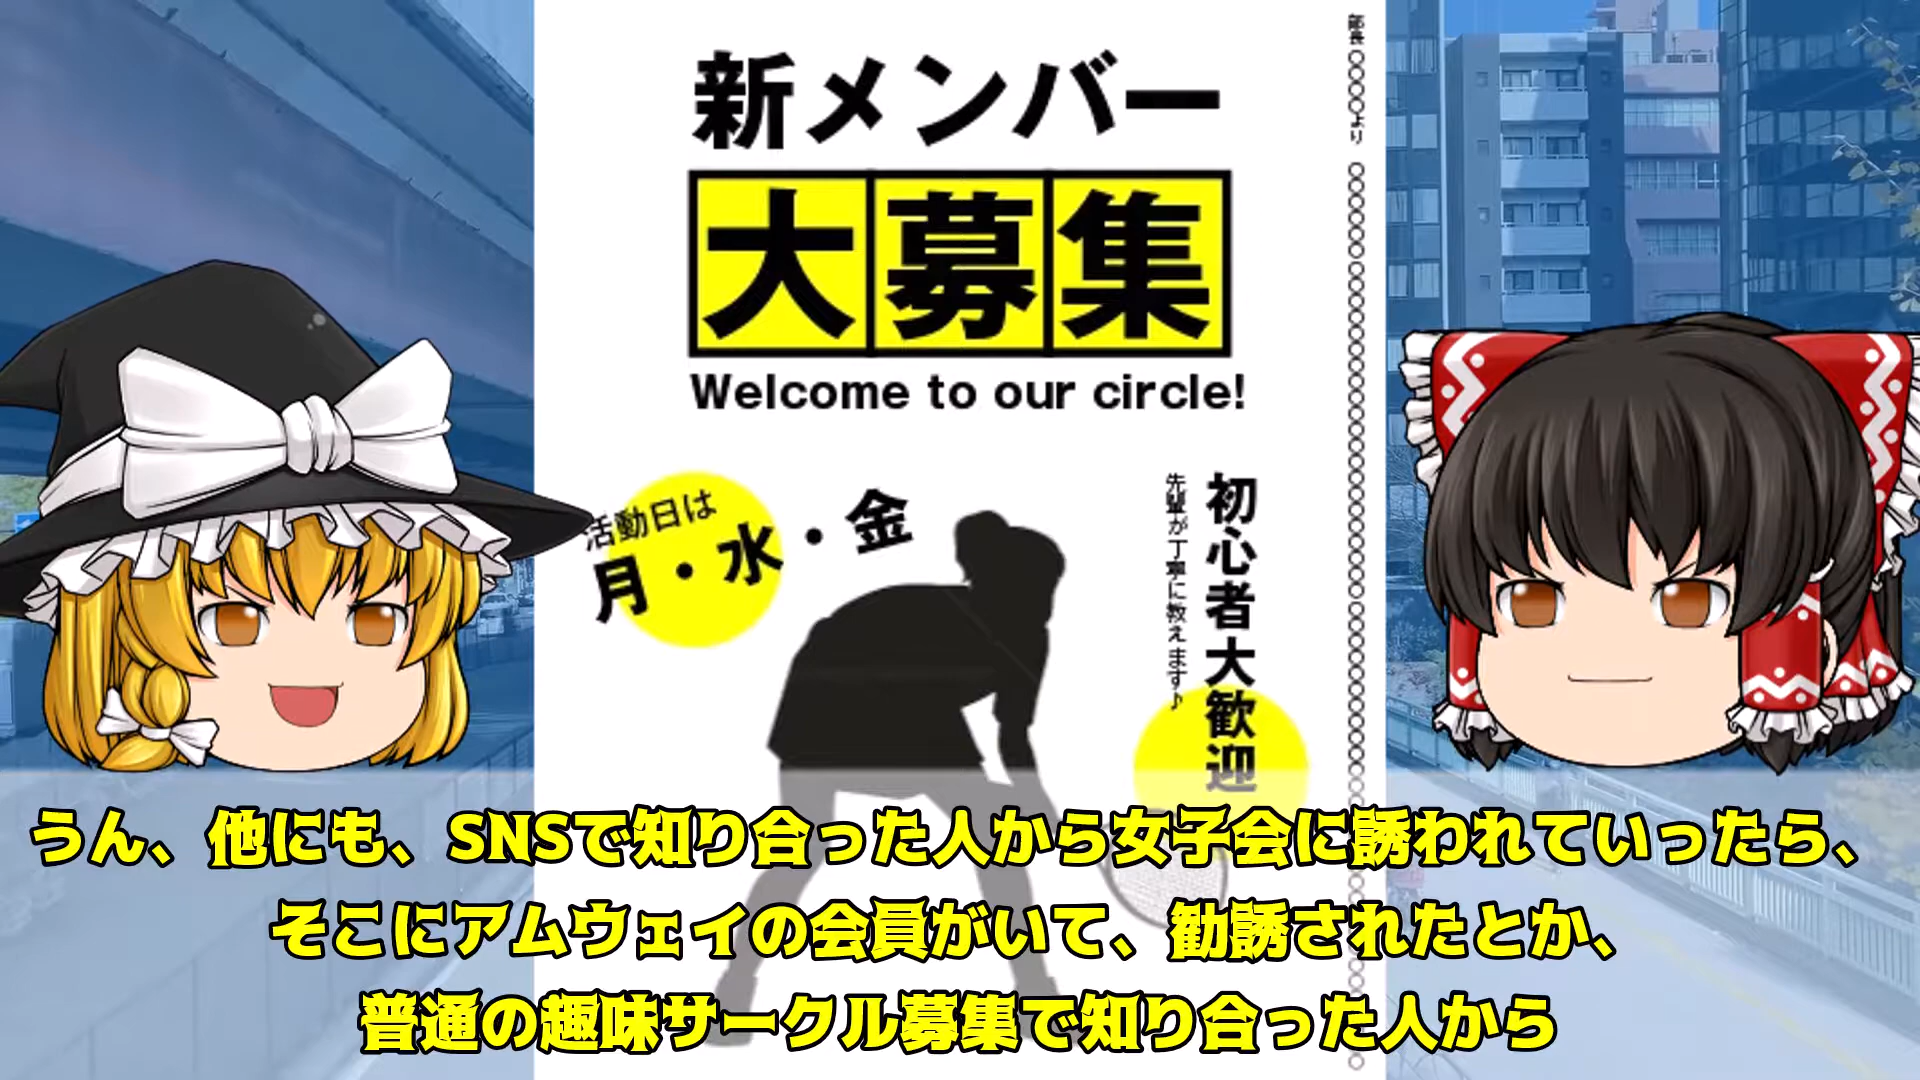 新メンバー
大募集
Welcome to our circle!
活動日は
月・水・金
初心者大歓迎
先輩が丁寧に教えます♪
部長 〇〇〇〇より
うん、他にも、SNSで知り合った人から女子会に誘われていったら、
そこにアムウェイの会員がいて、勧誘されたとか、
普通の趣味サークル募集で知り合った人から